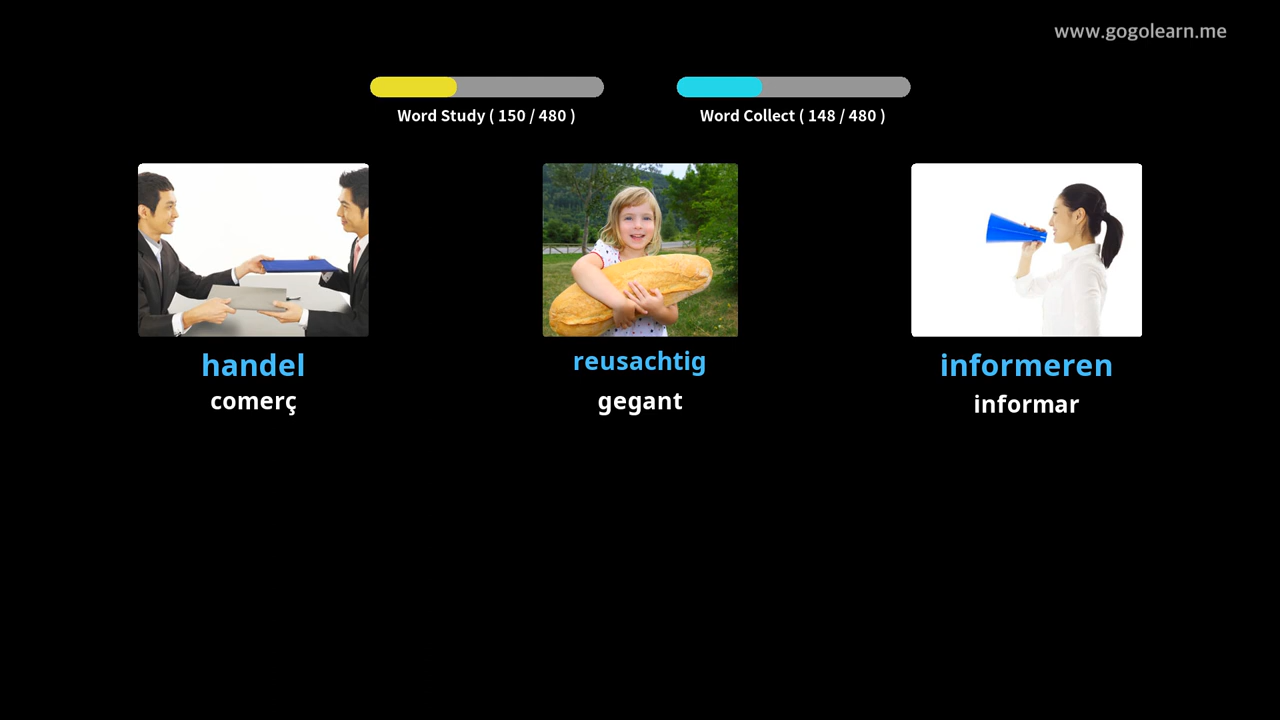 www.gogolearn.me
Word Study ( 150 / 480 )
Word Collect ( 148 / 480 )
handel
comerç
reusachtig
gegant
informeren
informar